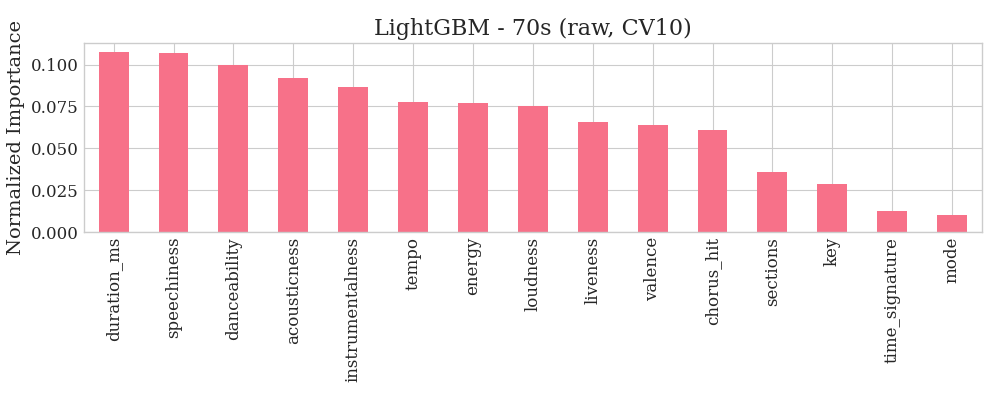 LightGBM - 70s (raw, CV10)
Normalized Importance
0.100
0.075
0.050
0.025
0.000
duration_ms
speechiness
danceability
acousticness
instrumentalness
tempo
energy
loudness
liveness
valence
chorus_hit
sections
key
time_signature
mode